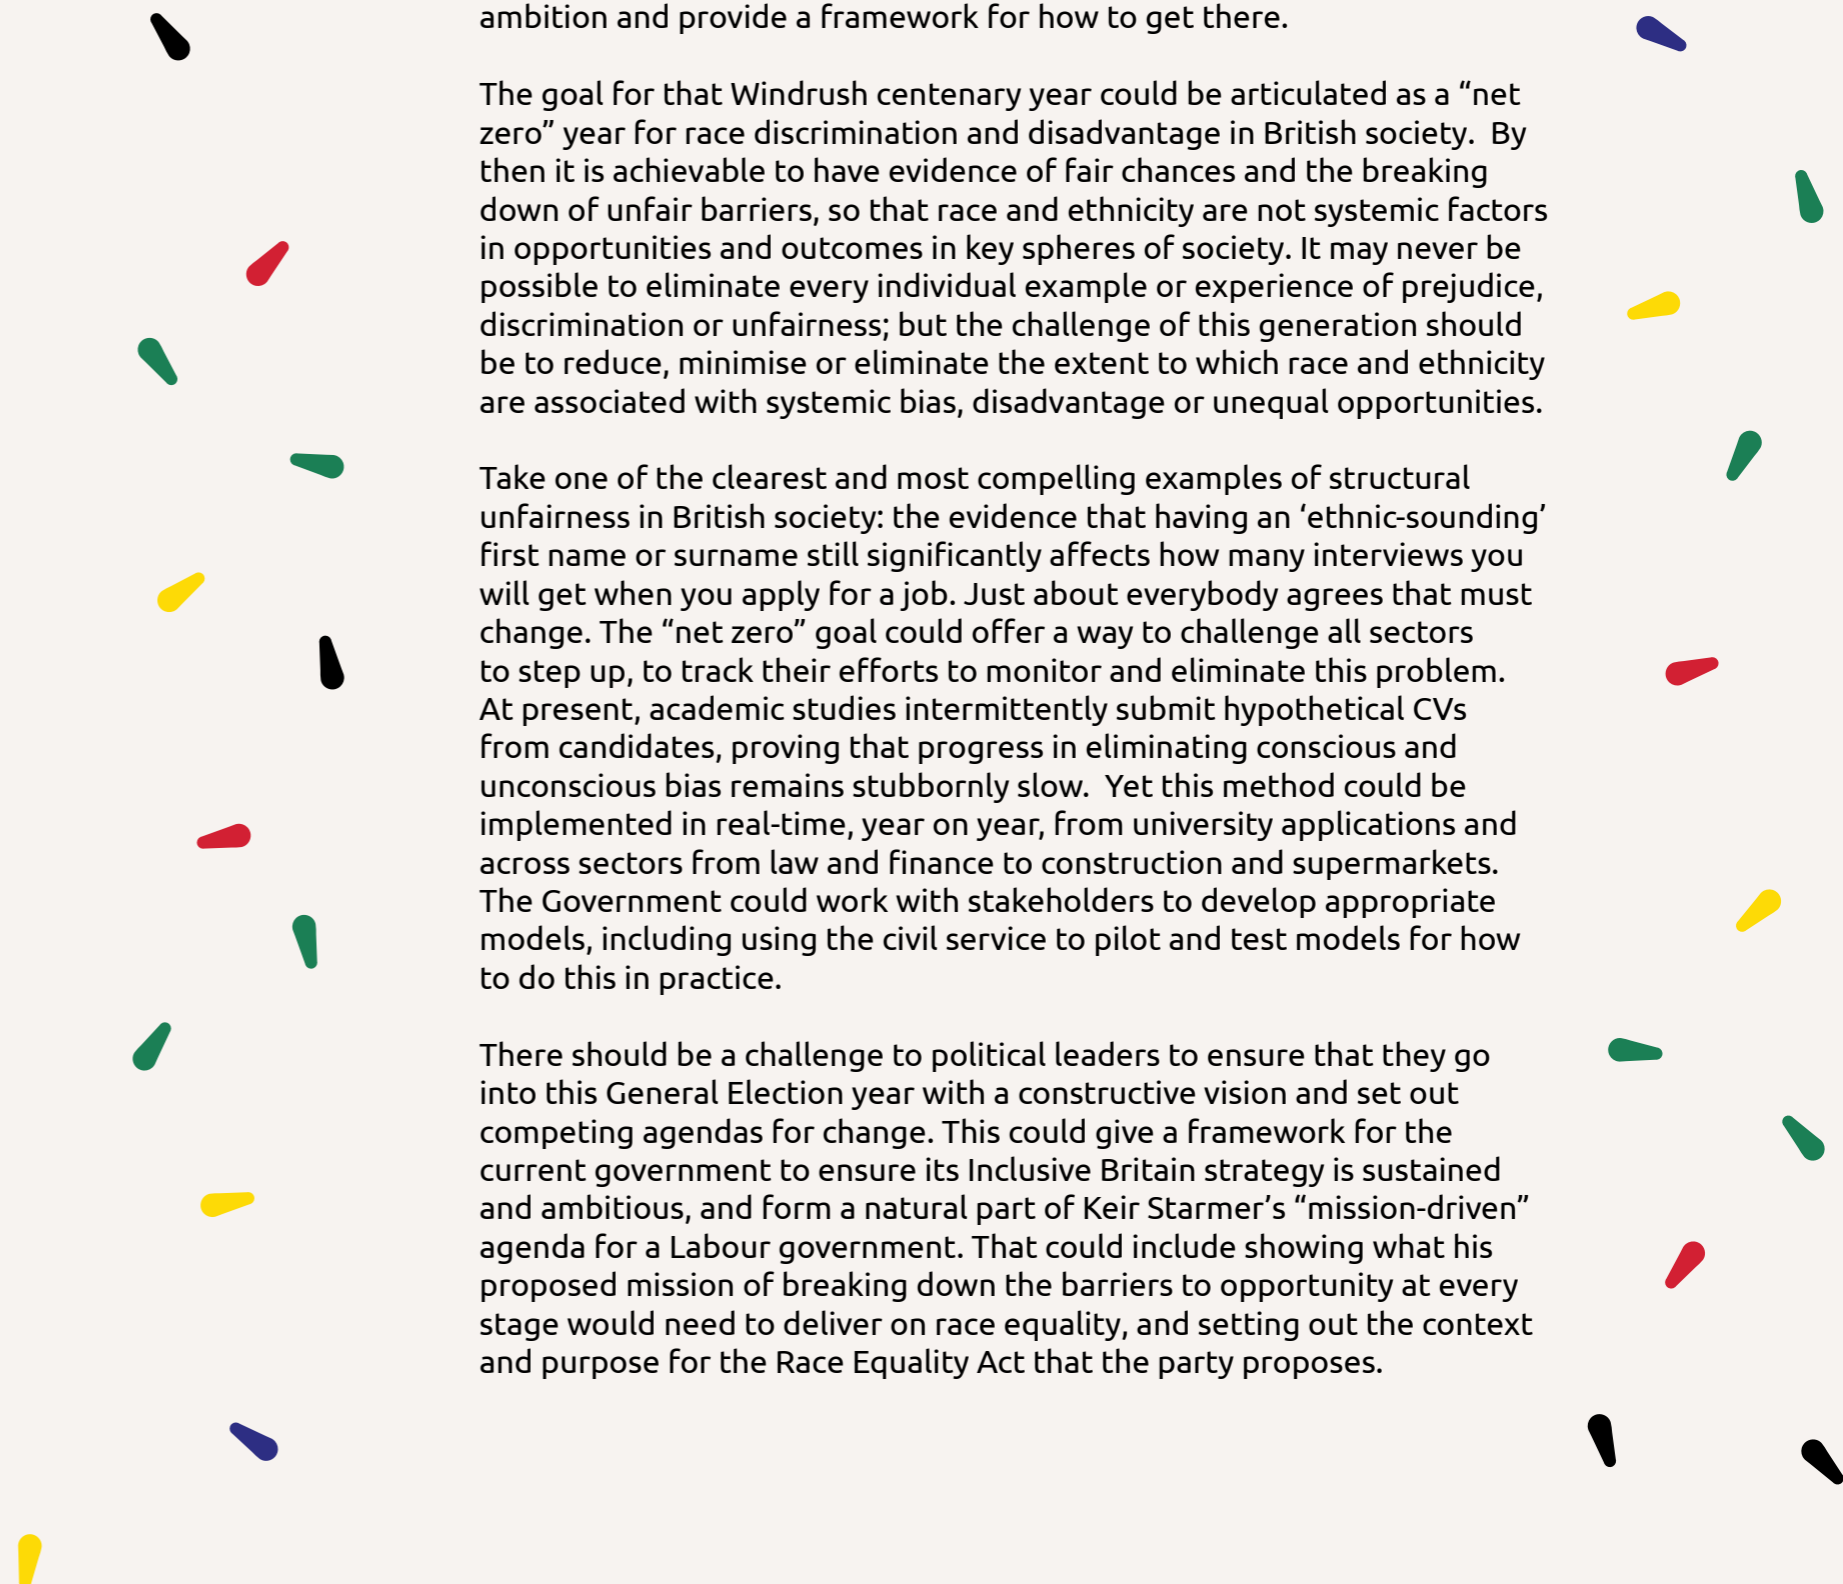 ambition and provide a framework for how to get there.
The goal for that Windrush centenary year could be articulated as a “net
zero” year for race discrimination and disadvantage in British society.  By
then it is achievable to have evidence of fair chances and the breaking
down of unfair barriers, so that race and ethnicity are not systemic factors
in opportunities and outcomes in key spheres of society. It may never be
possible to eliminate every individual example or experience of prejudice,
discrimination or unfairness; but the challenge of this generation should
be to reduce, minimise or eliminate the extent to which race and ethnicity
are associated with systemic bias, disadvantage or unequal opportunities.
Take one of the clearest and most compelling examples of structural
unfairness in British society: the evidence that having an ‘ethnic-sounding’
first name or surname still significantly affects how many interviews you
will get when you apply for a job. Just about everybody agrees that must
change. The “net zero” goal could offer a way to challenge all sectors
to step up, to track their efforts to monitor and eliminate this problem.
At present, academic studies intermittently submit hypothetical CVs
from candidates, proving that progress in eliminating conscious and
unconscious bias remains stubbornly slow.  Yet this method could be
implemented in real-time, year on year, from university applications and
across sectors from law and finance to construction and supermarkets.
The Government could work with stakeholders to develop appropriate
models, including using the civil service to pilot and test models for how
to do this in practice.
There should be a challenge to political leaders to ensure that they go
into this General Election year with a constructive vision and set out
competing agendas for change. This could give a framework for the
current government to ensure its Inclusive Britain strategy is sustained
and ambitious, and form a natural part of Keir Starmer’s “mission-driven”
agenda for a Labour government. That could include showing what his
proposed mission of breaking down the barriers to opportunity at every
stage would need to deliver on race equality, and setting out the context
and purpose for the Race Equality Act that the party proposes.